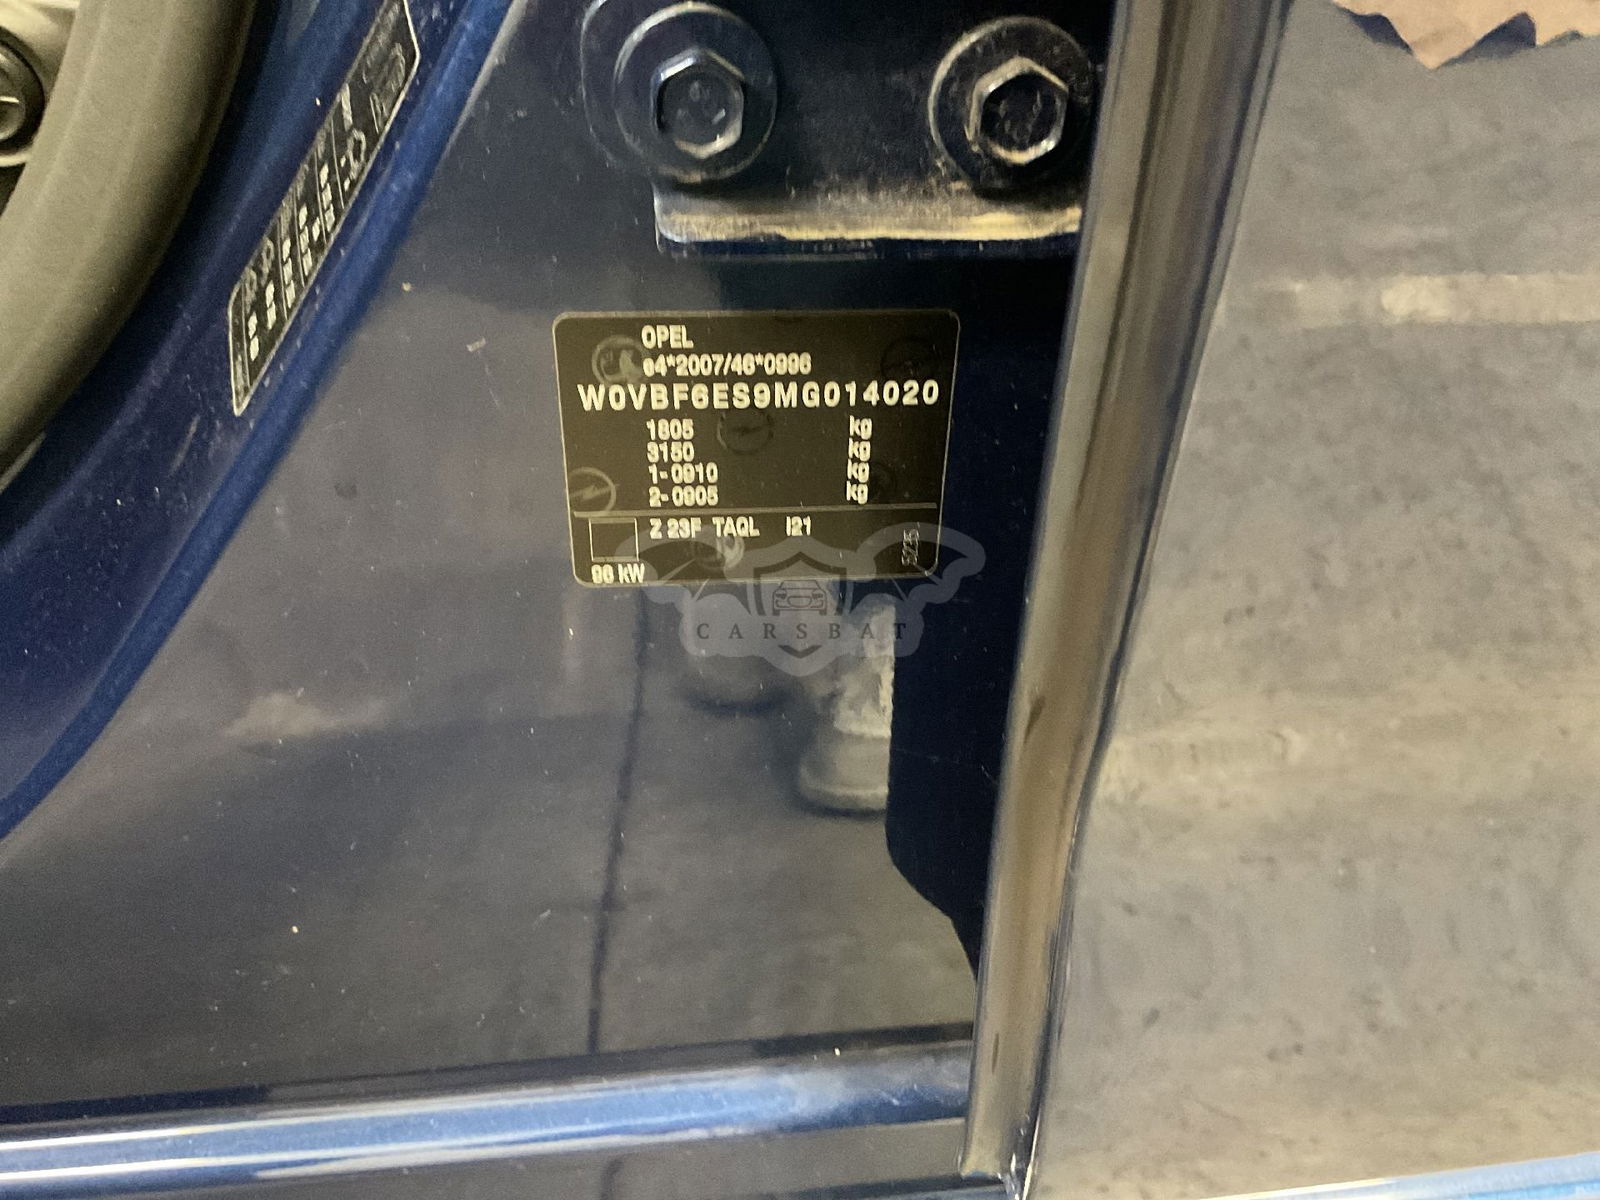 OPEL
e4*2007/46*0996
W0VBF6ES9MG014020
1805 kg
3150 kg
1-0910 kg
2-0905 kg
Z 23F TAQL I21
5225
96 kW
CARSBAT